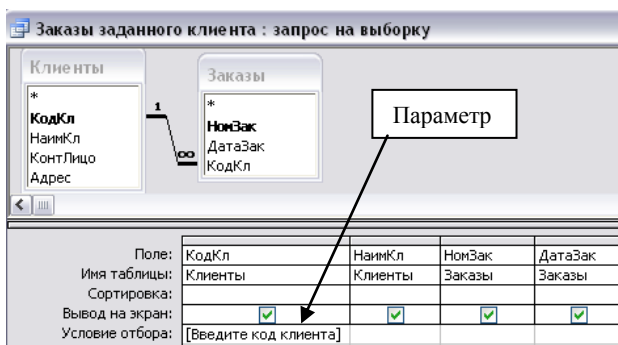 Заказы заданного клиента : запрос на выборку
Клиенты
*
КодКл
НаимКл
КонтЛицо
Адрес
1
∞
Заказы
*
НомЗак
ДатаЗак
КодКл
Параметр
Поле: КодКл НаимКл НомЗак ДатаЗак
Имя таблицы: Клиенты Клиенты Заказы Заказы
Сортировка:
Вывод на экран:
Условие отбора: [Введите код клиента]